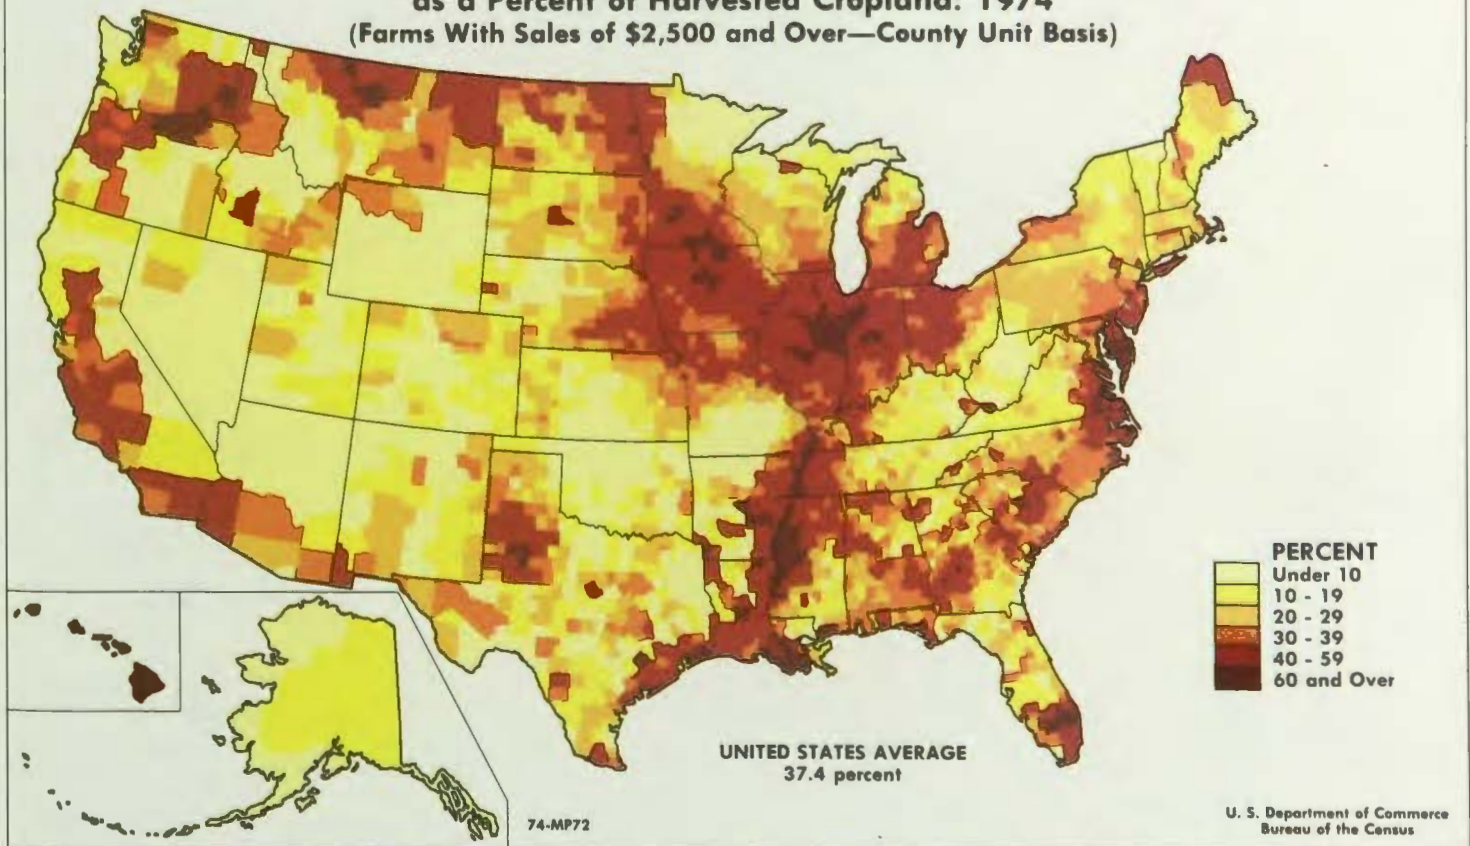 as a Percent of Harvested Cropland: 1974
(Farms With Sales of $2,500 and Over—County Unit Basis)
PERCENT
Under 10
10 - 19
20 - 29
30 - 39
40 - 59
60 and Over
UNITED STATES AVERAGE
37.4 percent
74-MP72
U. S. Department of Commerce
Bureau of the Census